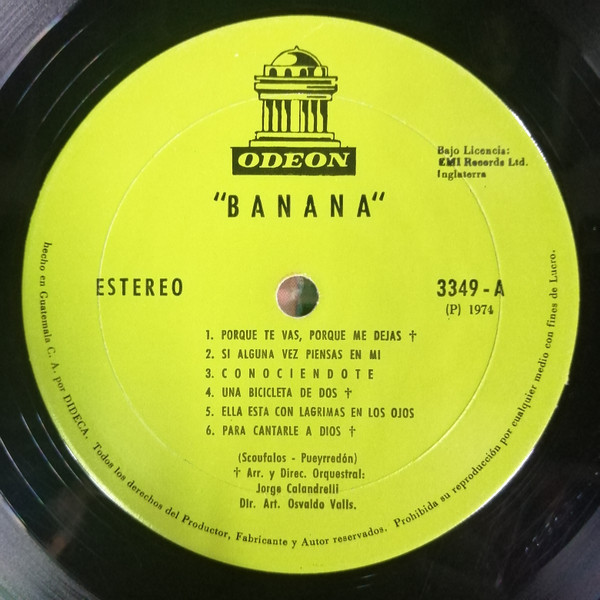 ODEON
Bajo Licencia:
EMI Records Ltd.
Inglaterra
"BANANA"
ESTEREO
3349-A
(P) 1974
1. PORQUE TE VAS, PORQUE ME DEJAS †
2. SI ALGUNA VEZ PIENSAS EN MI
3. CONOCIENDOTE
4. UNA BICICLETA DE DOS †
5. ELLA ESTA CON LAGRIMAS EN LOS OJOS
6. PARA CANTARLE A DIOS †
(Scoufalos - Pueyrredón)
† Arr. y Direc. Orquestral:
Jorge Calandrelli
Dir. Art. Osvaldo Valls.
hecho en Guatemala C. A. por DIDECA. Todos los derechos del Productor, Fabricante y Autor reservados. Prohibida su reproducción por cualquier medio con fines de Lucro.